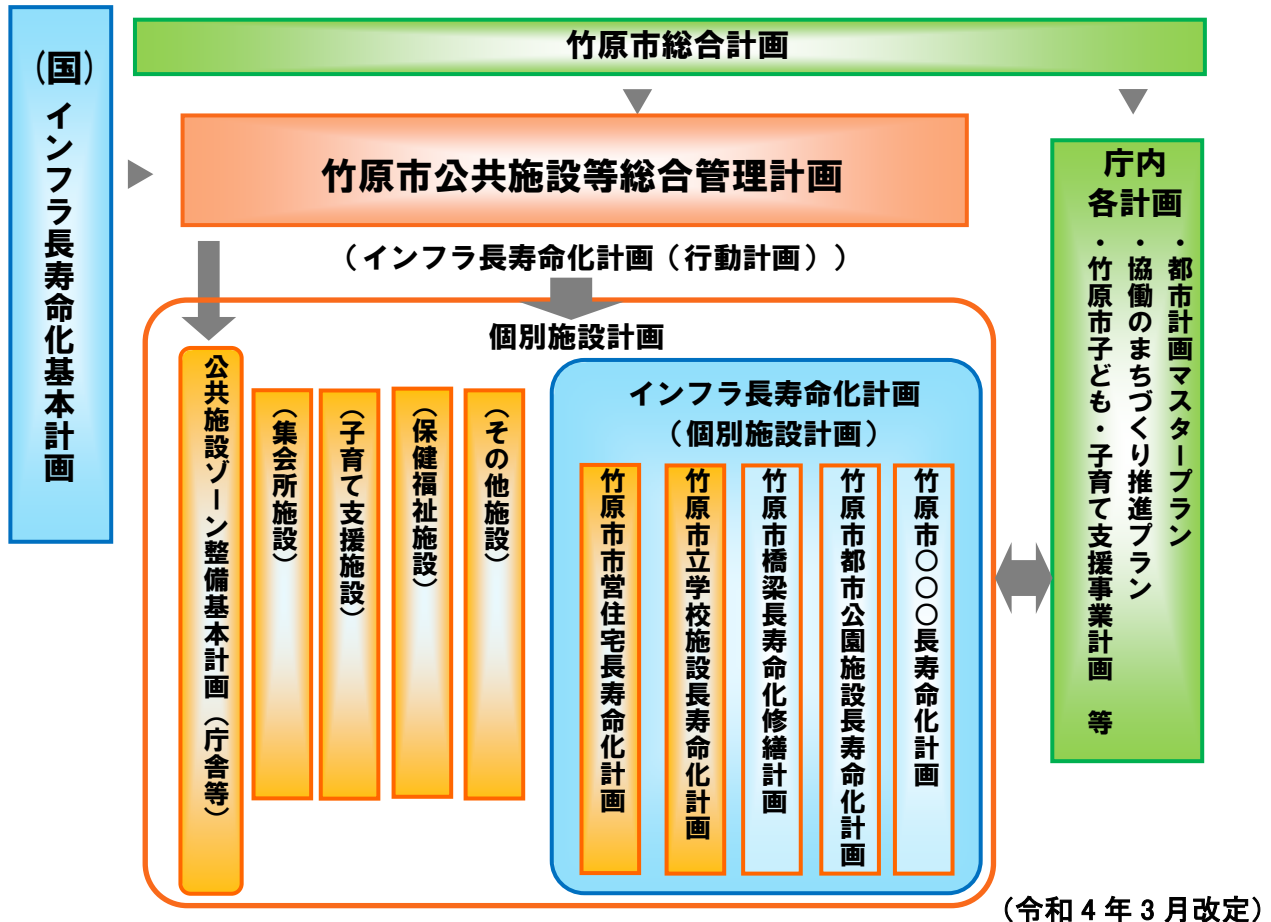 竹原市総合計画
(国)インフラ長寿命化基本計画
竹原市公共施設等総合管理計画
(インフラ長寿命化計画(行動計画))
庁内
各計画
・都市計画マスタープラン
・協働のまちづくり推進プラン
・竹原市子ども・子育て支援事業計画 等
個別施設計画
公共施設ゾーン整備基本計画(庁舎等)
(集会所施設)
(子育て支援施設)
(保健福祉施設)
(その他施設)
インフラ長寿命化計画
(個別施設計画)
竹原市市営住宅長寿命化計画
竹原市立学校施設長寿命化計画
竹原市橋梁長寿命化修繕計画
竹原市都市公園施設長寿命化計画
竹原市〇〇〇長寿命化計画
(令和4年3月改定)